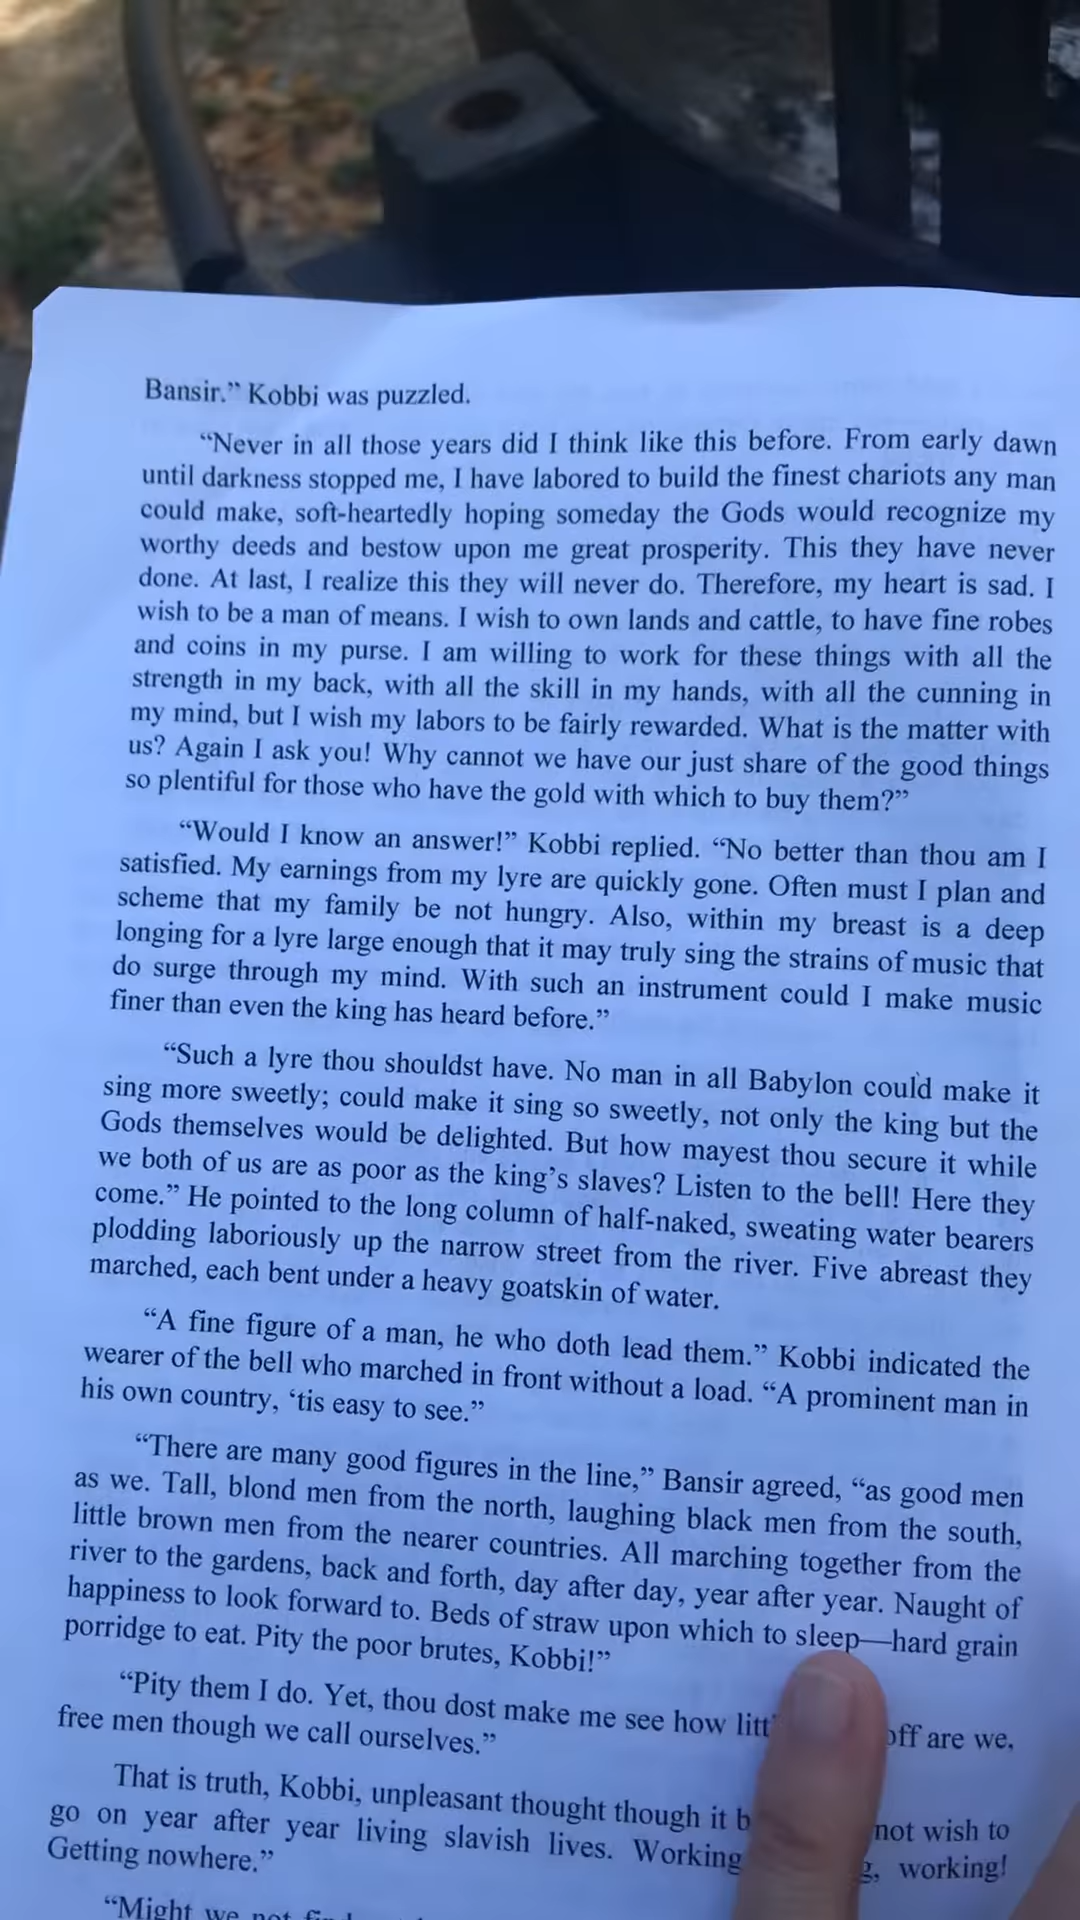 Bansir.” Kobbi was puzzled.
“Never in all those years did I think like this before. From early dawn
until darkness stopped me, I have labored to build the finest chariots any man
could make, soft-heartedly hoping someday the Gods would recognize my
worthy deeds and bestow upon me great prosperity. This they have never
done. At last, I realize this they will never do. Therefore, my heart is sad. I
wish to be a man of means. I wish to own lands and cattle, to have fine robes
and coins in my purse. I am willing to work for these things with all the
strength in my back, with all the skill in my hands, with all the cunning in
my mind, but I wish my labors to be fairly rewarded. What is the matter with
us? Again I ask you! Why cannot we have our just share of the good things
so plentiful for those who have the gold with which to buy them?”
“Would I know an answer!” Kobbi replied. “No better than thou am I
satisfied. My earnings from my lyre are quickly gone. Often must I plan and
scheme that my family be not hungry. Also, within my breast is a deep
longing for a lyre large enough that it may truly sing the strains of music that
do surge through my mind. With such an instrument could I make music
finer than even the king has heard before.”
“Such a lyre thou shouldst have. No man in all Babylon could make it
sing more sweetly; could make it sing so sweetly, not only the king but the
Gods themselves would be delighted. But how mayest thou secure it while
we both of us are as poor as the king’s slaves? Listen to the bell! Here they
come.” He pointed to the long column of half-naked, sweating water bearers
plodding laboriously up the narrow street from the river. Five abreast they
marched, each bent under a heavy goatskin of water.
“A fine figure of a man, he who doth lead them.” Kobbi indicated the
wearer of the bell who marched in front without a load. “A prominent man in
his own country, ‘tis easy to see.”
“There are many good figures in the line,” Bansir agreed, “as good men
as we. Tall, blond men from the north, laughing black men from the south,
little brown men from the nearer countries. All marching together from the
river to the gardens, back and forth, day after day, year after year. Naught of
happiness to look forward to. Beds of straw upon which to sleep—hard grain
porridge to eat. Pity the poor brutes, Kobbi!”
“Pity them I do. Yet, thou dost make me see how off are we,
free men though we call ourselves.”
That is truth, Kobbi, unpleasant thought though it not wish to
go on year after year living slavish lives. Working working!
Getting nowhere.”
“Might we not